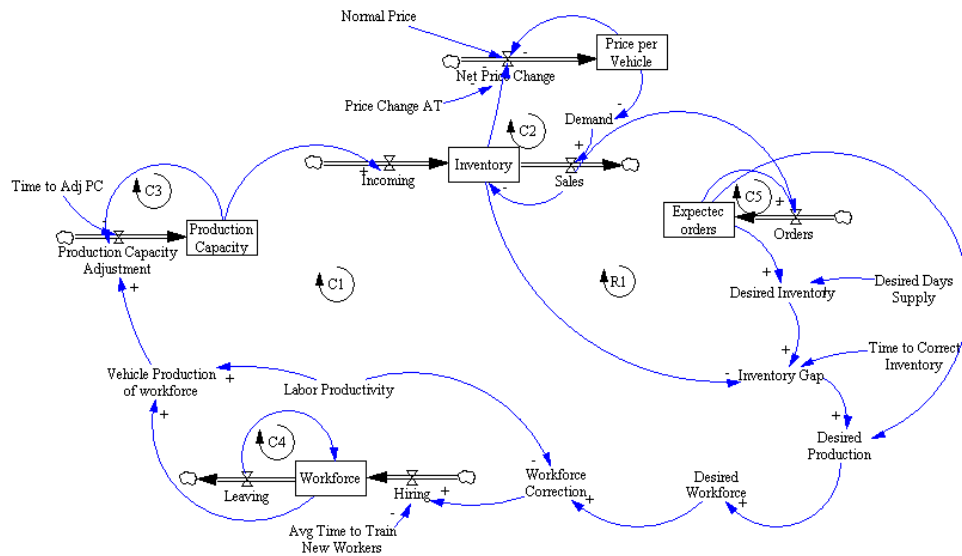 Normal Price
Price per
Vehicle
Net Price Change
Price Change AT
C2
Demand
Inventory
Incoming
Sales
Time to Adj PC
C3
Production
Capacity
Production Capacity
Adjustment
C5
Expectec
orders
Orders
C1
R1
Desired Inventory
Desired Days
Supply
Time to Correct
Inventory
Inventory Gap
Vehicle Production
of workforce
Labor Productivity
Desired
Production
C4
Workforce
Leaving
Hiring
Workforce
Correction
Desired
Workforce
Avg Time to Train
New Workers